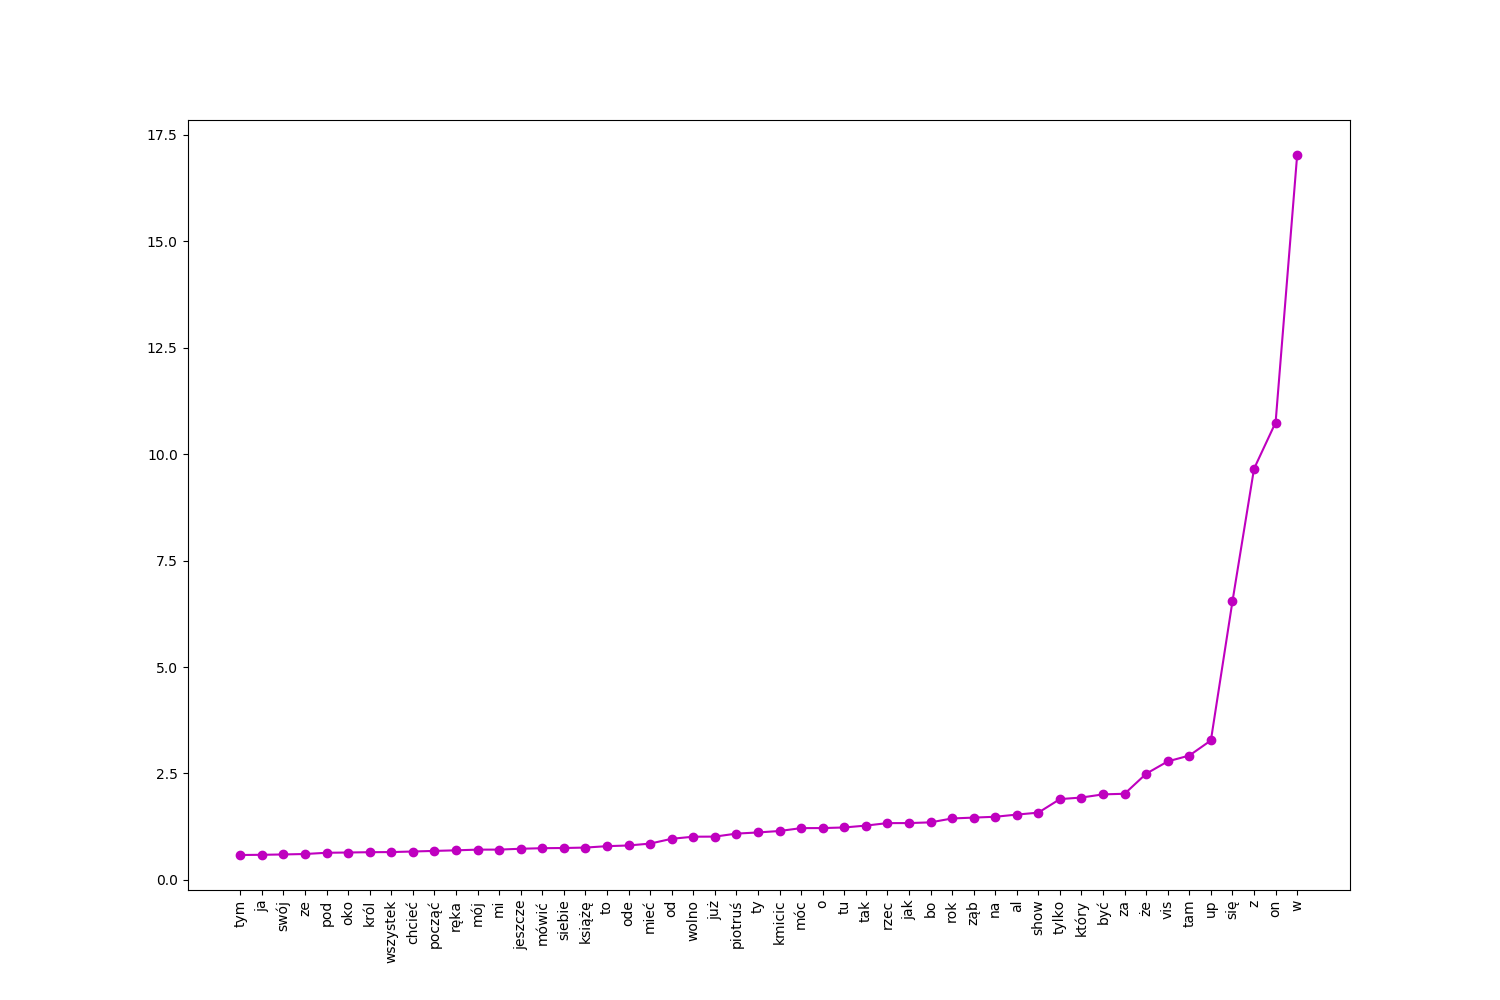 17.5
15.0
12.5
10.0
7.5
5.0
2.5
0.0
tym
ja
swój
ze
pod
oko
król
wszystek
chcieć
począć
ręka
mój
mi
jeszcze
mówić
siebie
książę
to
ode
mieć
od
wolno
już
piotruś
ty
kmicic
móc
o
tu
tak
rzec
jak
bo
rok
ząb
na
al
show
tylko
który
być
za
że
vis
tam
up
się
z
on
w